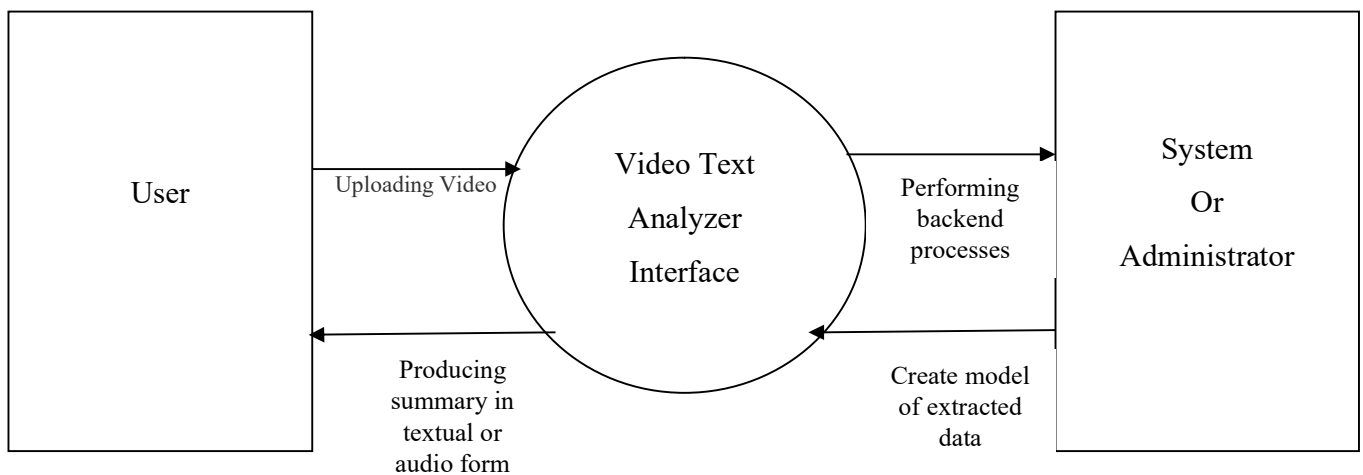 User
Uploading Video
Producing
summary in
textual or
audio form
Video Text
Analyzer
Interface
Performing
backend
processes
Create model
of extracted
data
System
Or
Administrator